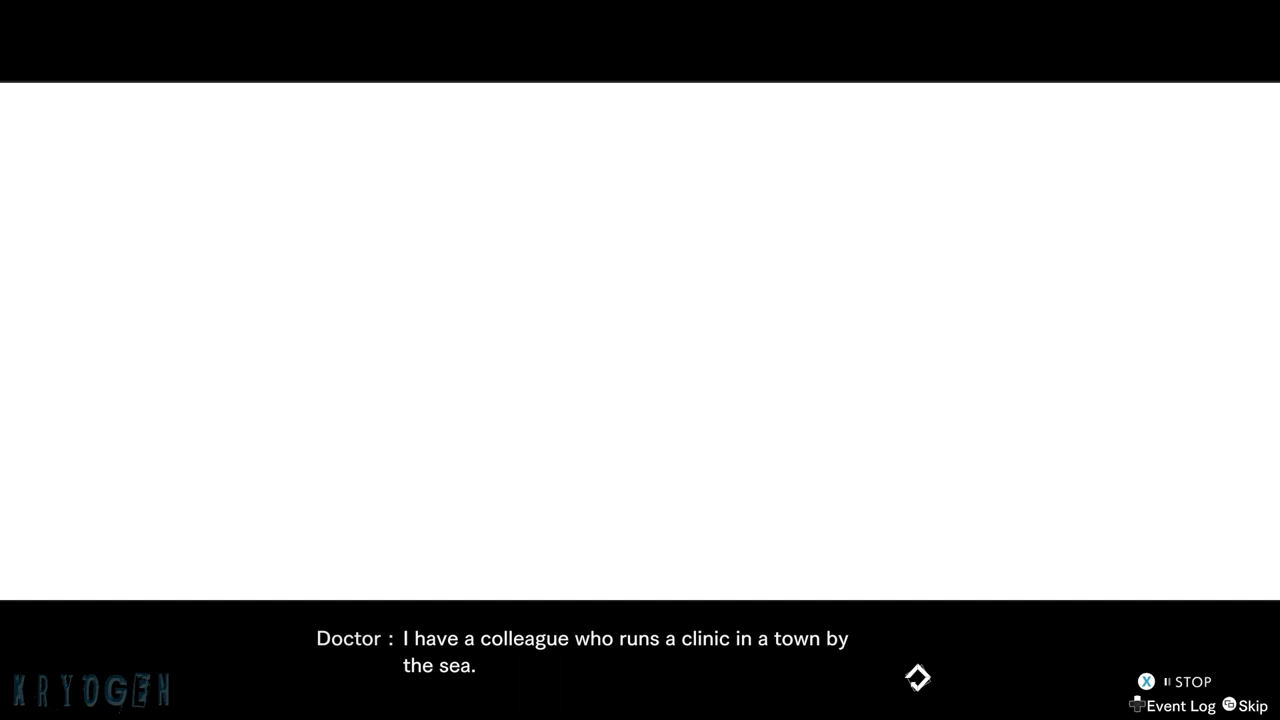 Doctor : I have a colleague who runs a clinic in a town by
the sea.
KRYOGEN
X STOP
Event Log Skip